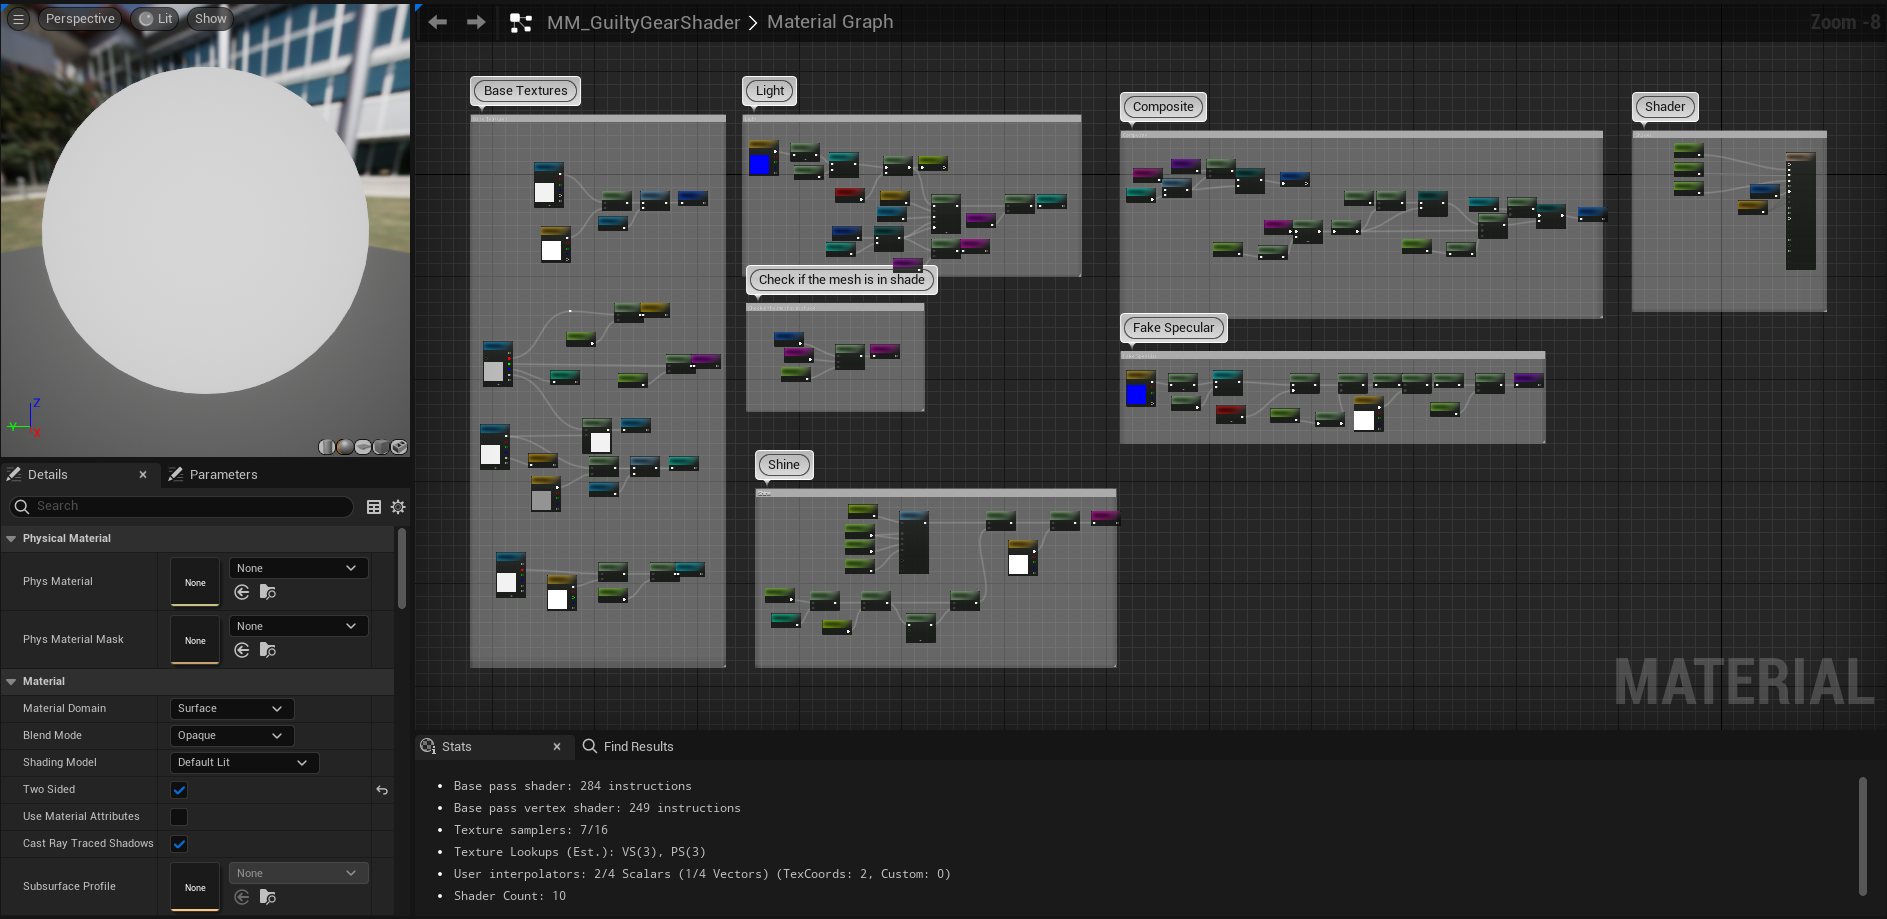 Perspective
Lit
Show
MM_GuiltyGearShader
Material Graph
Zoom -8
Base Textures
Light
Composite
Shader
Check if the mesh is in shade
Fake Specular
Shine
Shine
MATERIAL
Z
Y
X
Details
Parameters
Search
Physical Material
Phys Material
None
None
Phys Material Mask
None
None
Material
Material Domain
Surface
Blend Mode
Opaque
Shading Model
Default Lit
Two Sided
Use Material Attributes
Cast Ray Traced Shadows
Subsurface Profile
None
None
Stats
Find Results
Base pass shader: 284 instructions
Base pass vertex shader: 249 instructions
Texture samplers: 7/16
Texture Lookups (Est.): VS(3), PS(3)
User interpolators: 2/4 Scalars (1/4 Vectors) (TexCoords: 2, Custom: 0)
Shader Count: 10